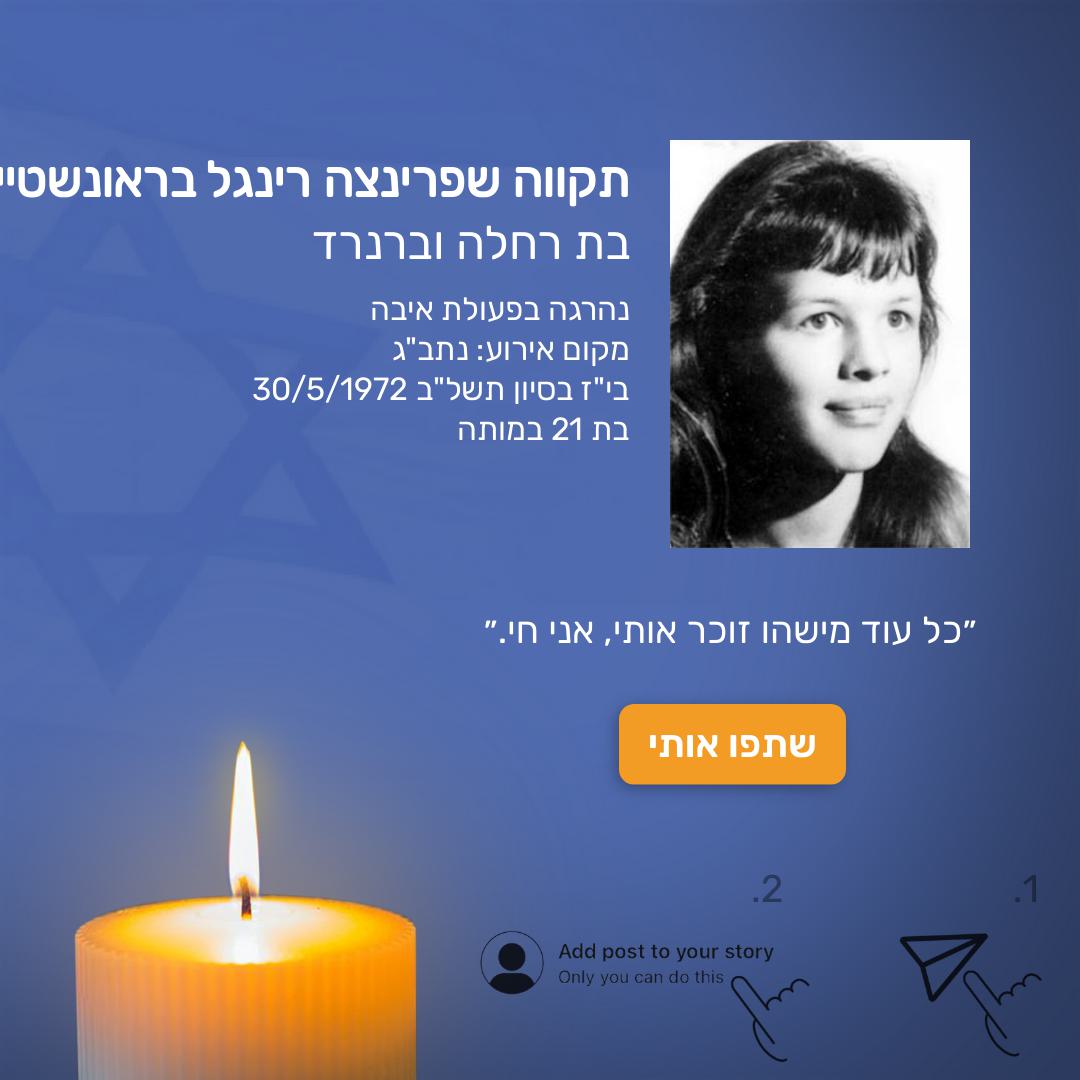 תקווה שפרינצה רינגל בראונשטיי
בת רחלה וברנרד
נהרגה בפעולת איבה
מקום אירוע: נתב"ג
בי"ז בסיון תשל"ב 30/5/1972
בת 21 במותה
״כל עוד מישהו זוכר אותי, אני חי.״
שתפו אותי
1.
2.
Add post to your story
Only you can do this